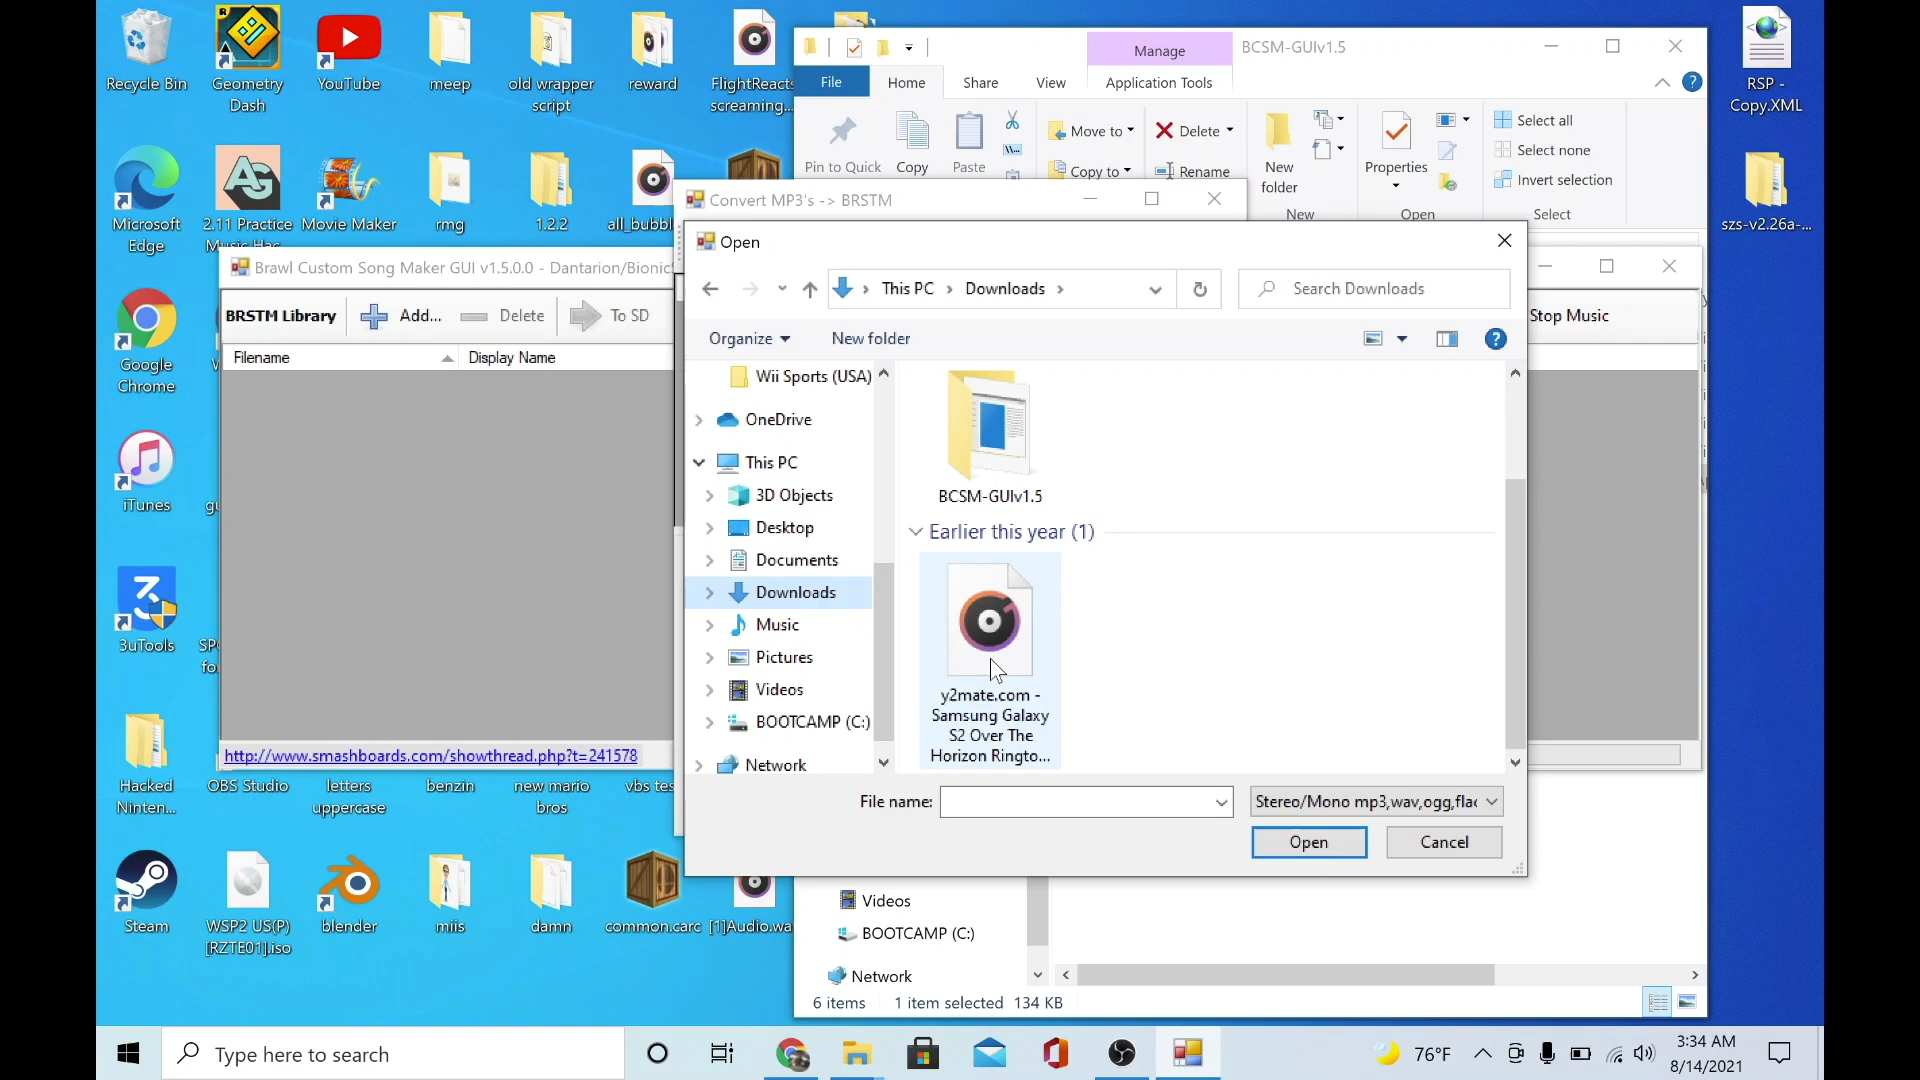 Recycle Bin
Geometry
Dash
YouTube
meep
old wrapper
script
reward
FlightReacts
screaming...
Microsoft
Edge
2.11 Practice
Music Hac
Movie Maker
rmg
1.2.2
all_bubbl
Google
Chrome
iTunes
3uTools
Hacked
Ninten...
OBS Studio
letters
uppercase
benzin
new mario
bros
vbs tes
Steam
WSP2 US(P)
[RZTE01].iso
blender
miis
damn
common.carc
[1]Audio.wa
RSP -
Copy.XML
szs-v2.26a-...
Manage
BCSM-GUIv1.5
File
Home
Share
View
Application Tools
Pin to Quick
Copy
Paste
Move to
Copy to
Delete
Rename
New
folder
New
Properties
Open
Select all
Select none
Invert selection
Select
Convert MP3's -> BRSTM
Brawl Custom Song Maker GUI v1.5.0.0 - Dantarion/Bionic
BRSTM Library
Add...
Delete
To SD
Stop Music
Filename
Display Name
http://www.smashboards.com/showthread.php?t=241578
Open
This PC
Downloads
Search Downloads
Organize
New folder
Wii Sports (USA)
OneDrive
This PC
3D Objects
Desktop
Documents
Downloads
Music
Pictures
Videos
BOOTCAMP (C:)
Network
BCSM-GUIv1.5
Earlier this year (1)
y2mate.com -
Samsung Galaxy
S2 Over The
Horizon Ringto...
File name:
Stereo/Mono mp3,wav,ogg,flac
Open
Cancel
Videos
BOOTCAMP (C:)
Network
6 items
1 item selected
134 KB
Type here to search
76°F
3:34 AM
8/14/2021